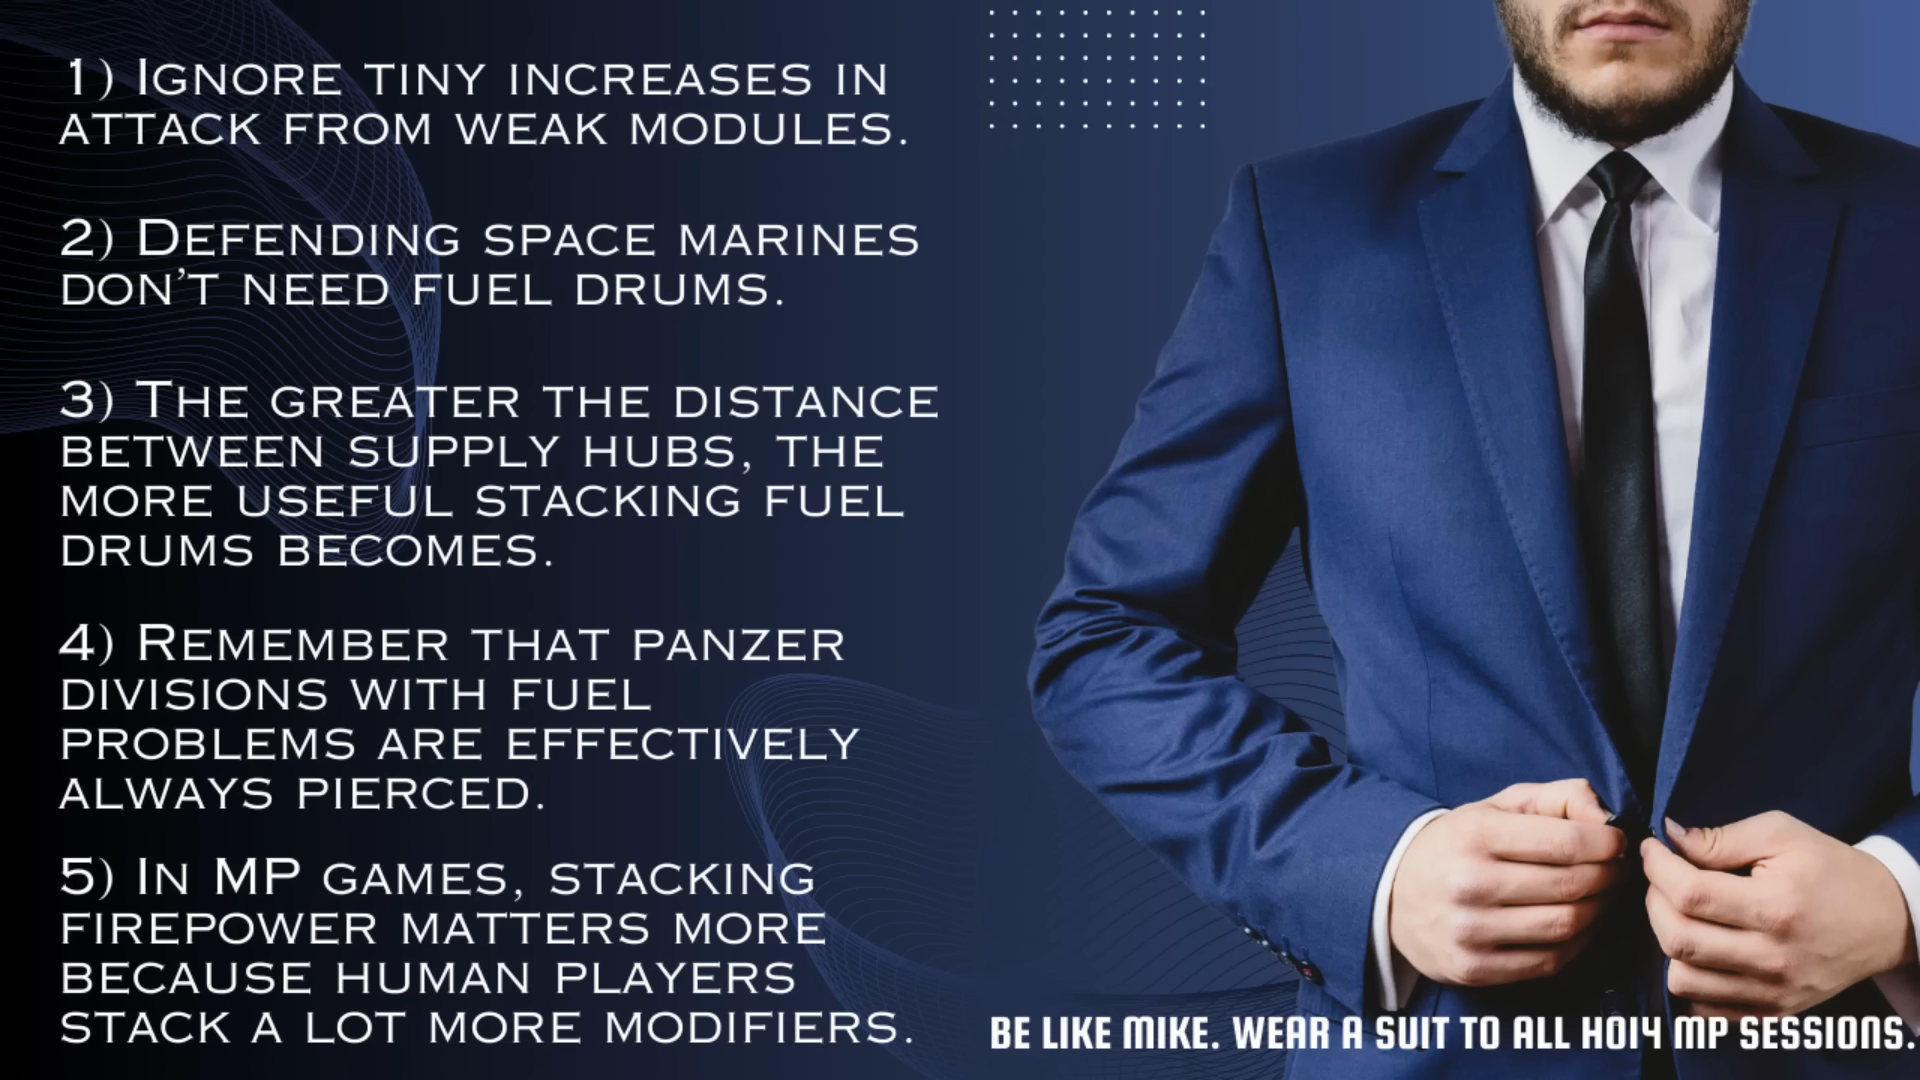 1) Ignore tiny increases in
attack from weak modules.
2) Defending space marines
don't need fuel drums.
3) The greater the distance
between supply hubs, the
more useful stacking fuel
drums becomes.
4) Remember that panzer
divisions with fuel
problems are effectively
always pierced.
5) In MP games, stacking
firepower matters more
because human players
stack a lot more modifiers.
BE LIKE MIKE. WEAR A SUIT TO ALL HOI4 MP SESSIONS.